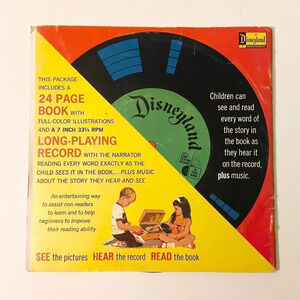 Disneyland
THIS PACKAGE
INCLUDES A
24 PAGE
BOOK WITH
FULL-COLOR ILLUSTRATIONS
AND A 7 INCH 33⅓ RPM
LONG-PLAYING
RECORD WITH THE NARRATOR
READING EVERY WORD EXACTLY AS THE
CHILD SEES IT IN THE BOOK...PLUS MUSIC
ABOUT THE STORY THEY HEAR AND SEE
An entertaining way
to assist non-readers
to learn and to help
beginners to improve
their reading ability
Disneyland
Children can
see and read
every word of
the story in
the book as
they hear it
on the record,
plus music.
SEE the pictures HEAR the record READ the book